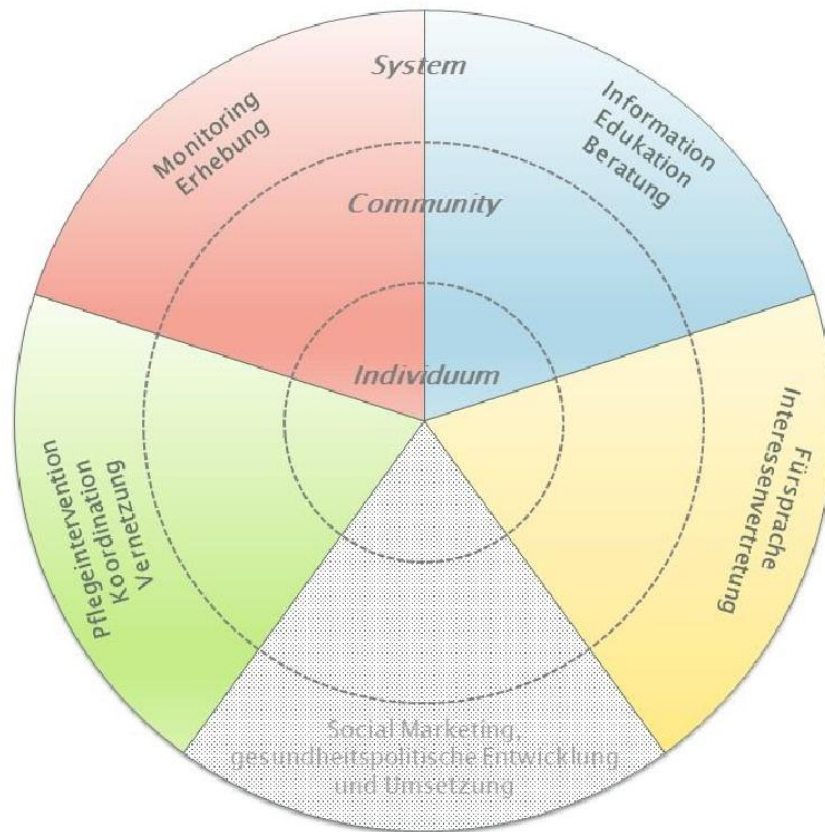 System
Community
Individuum
Monitoring
Erhebung
Information
Edukation
Beratung
Fürsprache
Interessenvertretung
Social Marketing,
gesundheitspolitische Entwicklung
und Umsetzung
Pflegeintervention
Koordination
Vernetzung